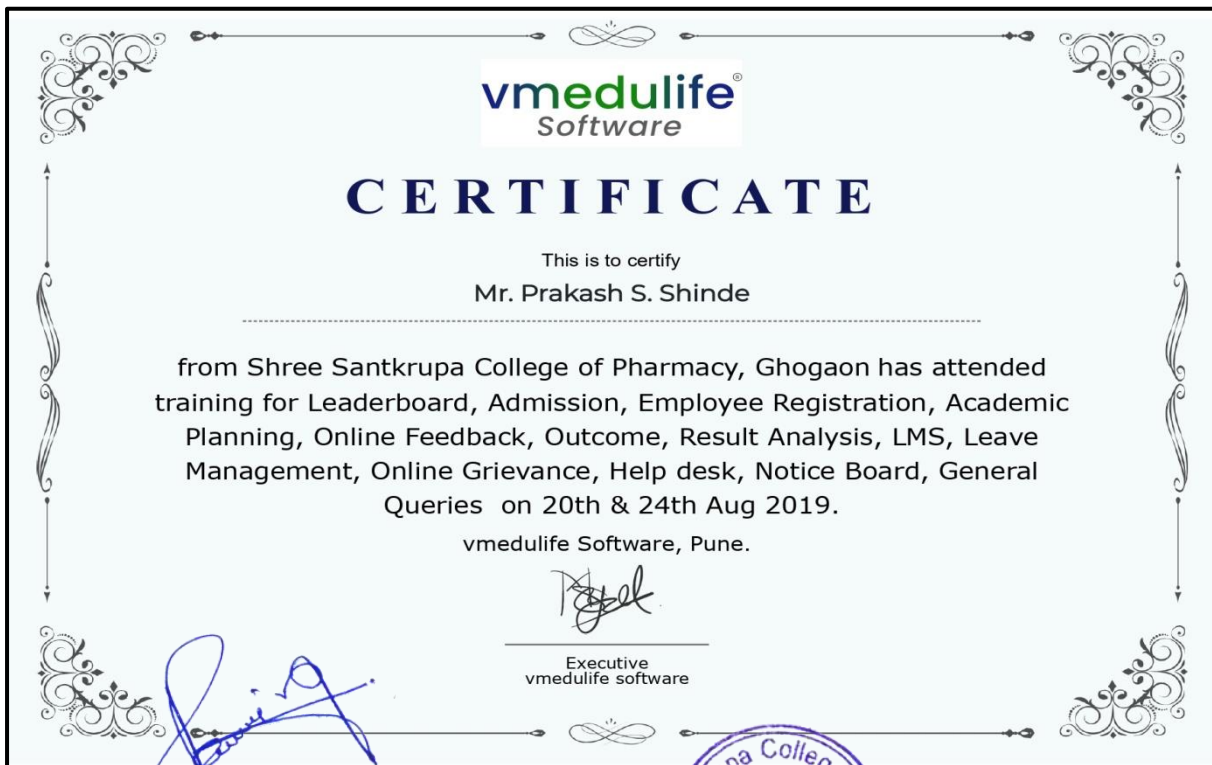 vmedulife®
Software
CERTIFICATE
This is to certify
Mr. Prakash S. Shinde
from Shree Santkrupa College of Pharmacy, Ghogaon has attended
training for Leaderboard, Admission, Employee Registration, Academic
Planning, Online Feedback, Outcome, Result Analysis, LMS, Leave
Management, Online Grievance, Help desk, Notice Board, General
Queries on 20th & 24th Aug 2019.
vmedulife Software, Pune.
Executive
vmedulife software